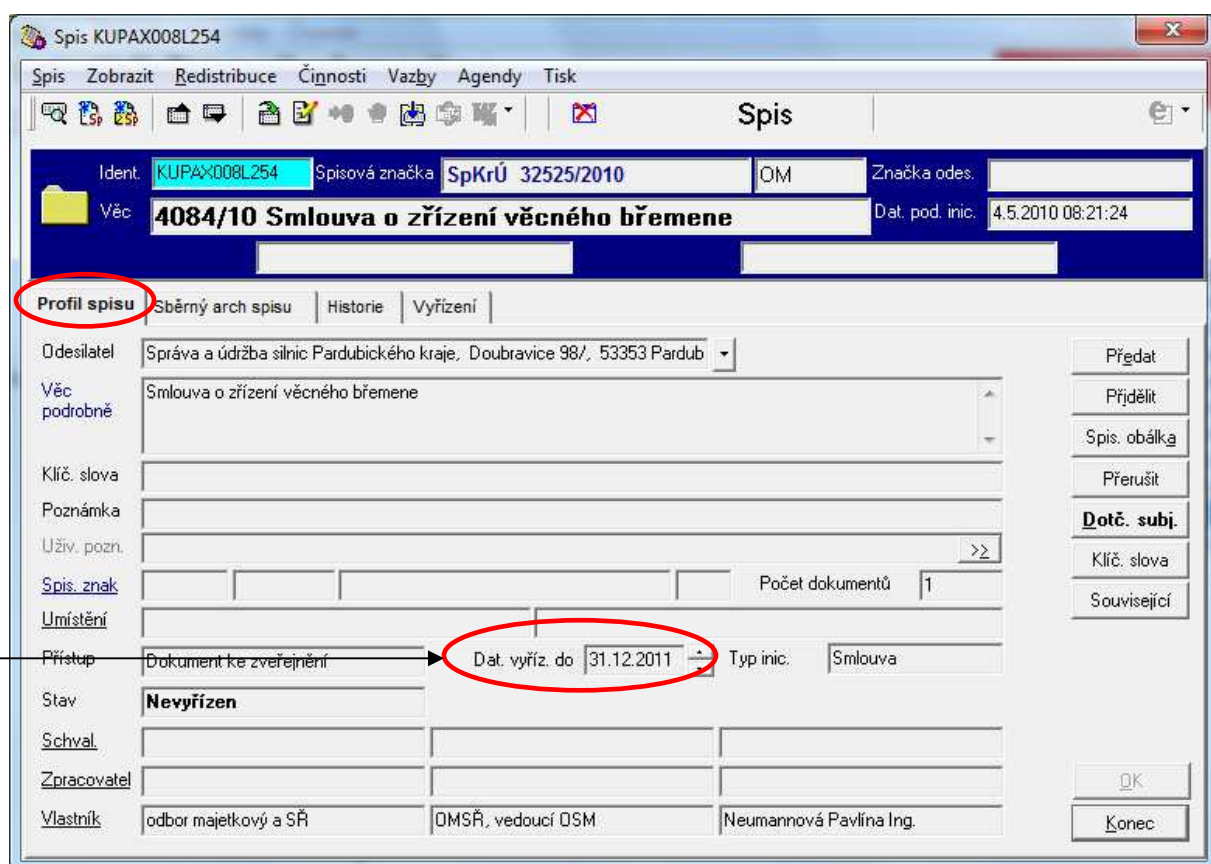 Spis KUPAX008L254
Spis Zobrazit Redistribuce Činnosti Vazby Agendy Tisk
Spis
Ident. KUPAX008L254 Spisová značka SpKrÚ 32525/2010 OM Značka odes.
Věc 4084/10 Smlouva o zřízení věcného břemene Dat. pod. inic. 4.5.2010 08:21:24
Profil spisu Sběrný arch spisu Historie Vyřízení
Odesilatel Správa a údržba silnic Pardubického kraje, Doubravice 98/, 53353 Pardub
Předat
Věc podrobně Smlouva o zřízení věcného břemene
Přidělit
Spis. obálka
Klíč. slova
Přerušit
Poznámka
Dotč. subj.
Uživ. pozn. >>
Klíč. slova
Spis. znak Počet dokumentů 1
Související
Umístění
Přístup Dokument ke zveřejnění Dat. vyříz. do 31.12.2011 Typ inic. Smlouva
Stav Nevyřízen
Schval.
Zpracovatel
OK
Vlastník odbor majetkový a SŘ OMSŘ, vedoucí OSM Neumannová Pavlína Ing.
Konec